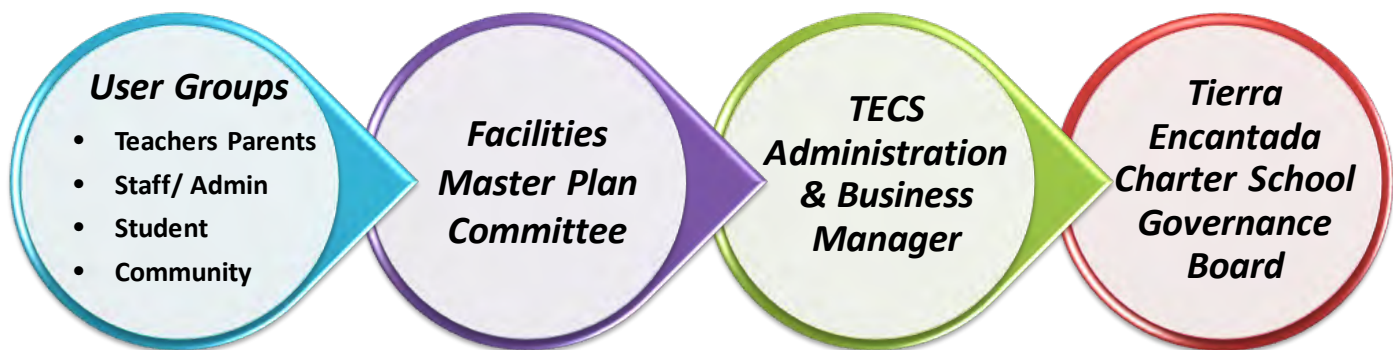 User Groups
• Teachers Parents
• Staff/ Admin
• Student
• Community
Facilities
Master Plan
Committee
TECS
Administration
& Business
Manager
Tierra
Encantada
Charter School
Governance
Board